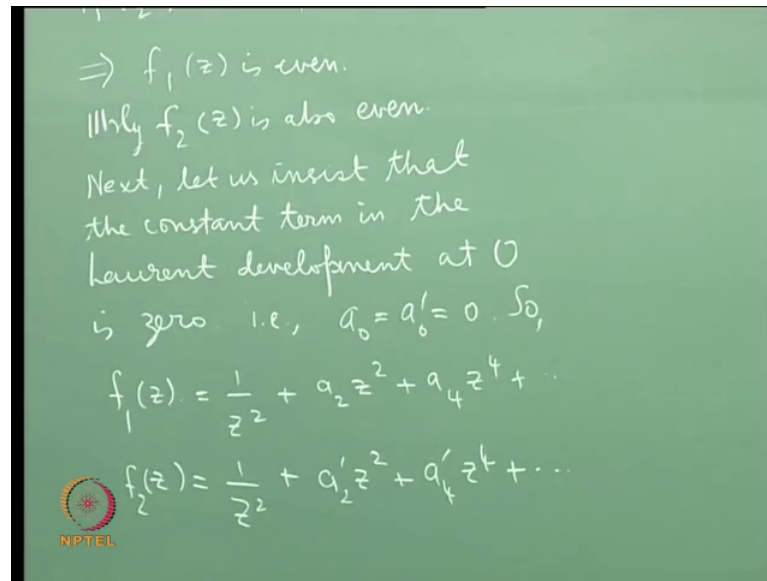 ⇒ f₁(z) is even.
|||rly f₂(z) is also even.
Next, let us insist that
the constant term in the
Laurent development at 0
is zero i.e., a₀ = a₀' = 0. So,
f₁(z) = 1/z² + a₂z² + a₄z⁴ + ..
f₂(z) = 1/z² + a₂'z² + a₄'z⁴ + ...
NPTEL